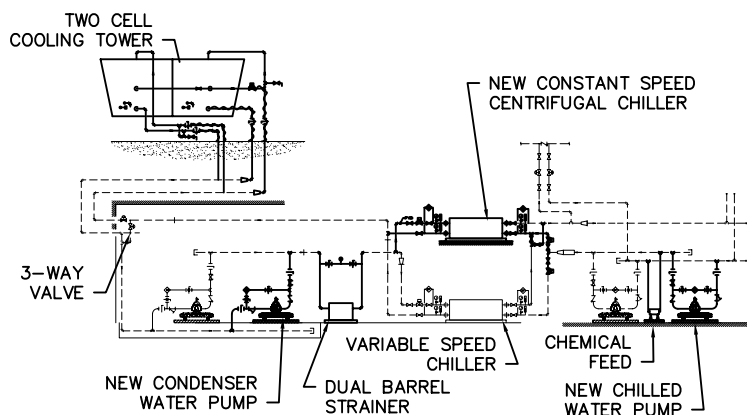 TWO CELL
COOLING TOWER
NEW CONSTANT SPEED
CENTRIFUGAL CHILLER
3-WAY
VALVE
VARIABLE SPEED
CHILLER
CHEMICAL
FEED
NEW CONDENSER
WATER PUMP
DUAL BARREL
STRAINER
NEW CHILLED
WATER PUMP